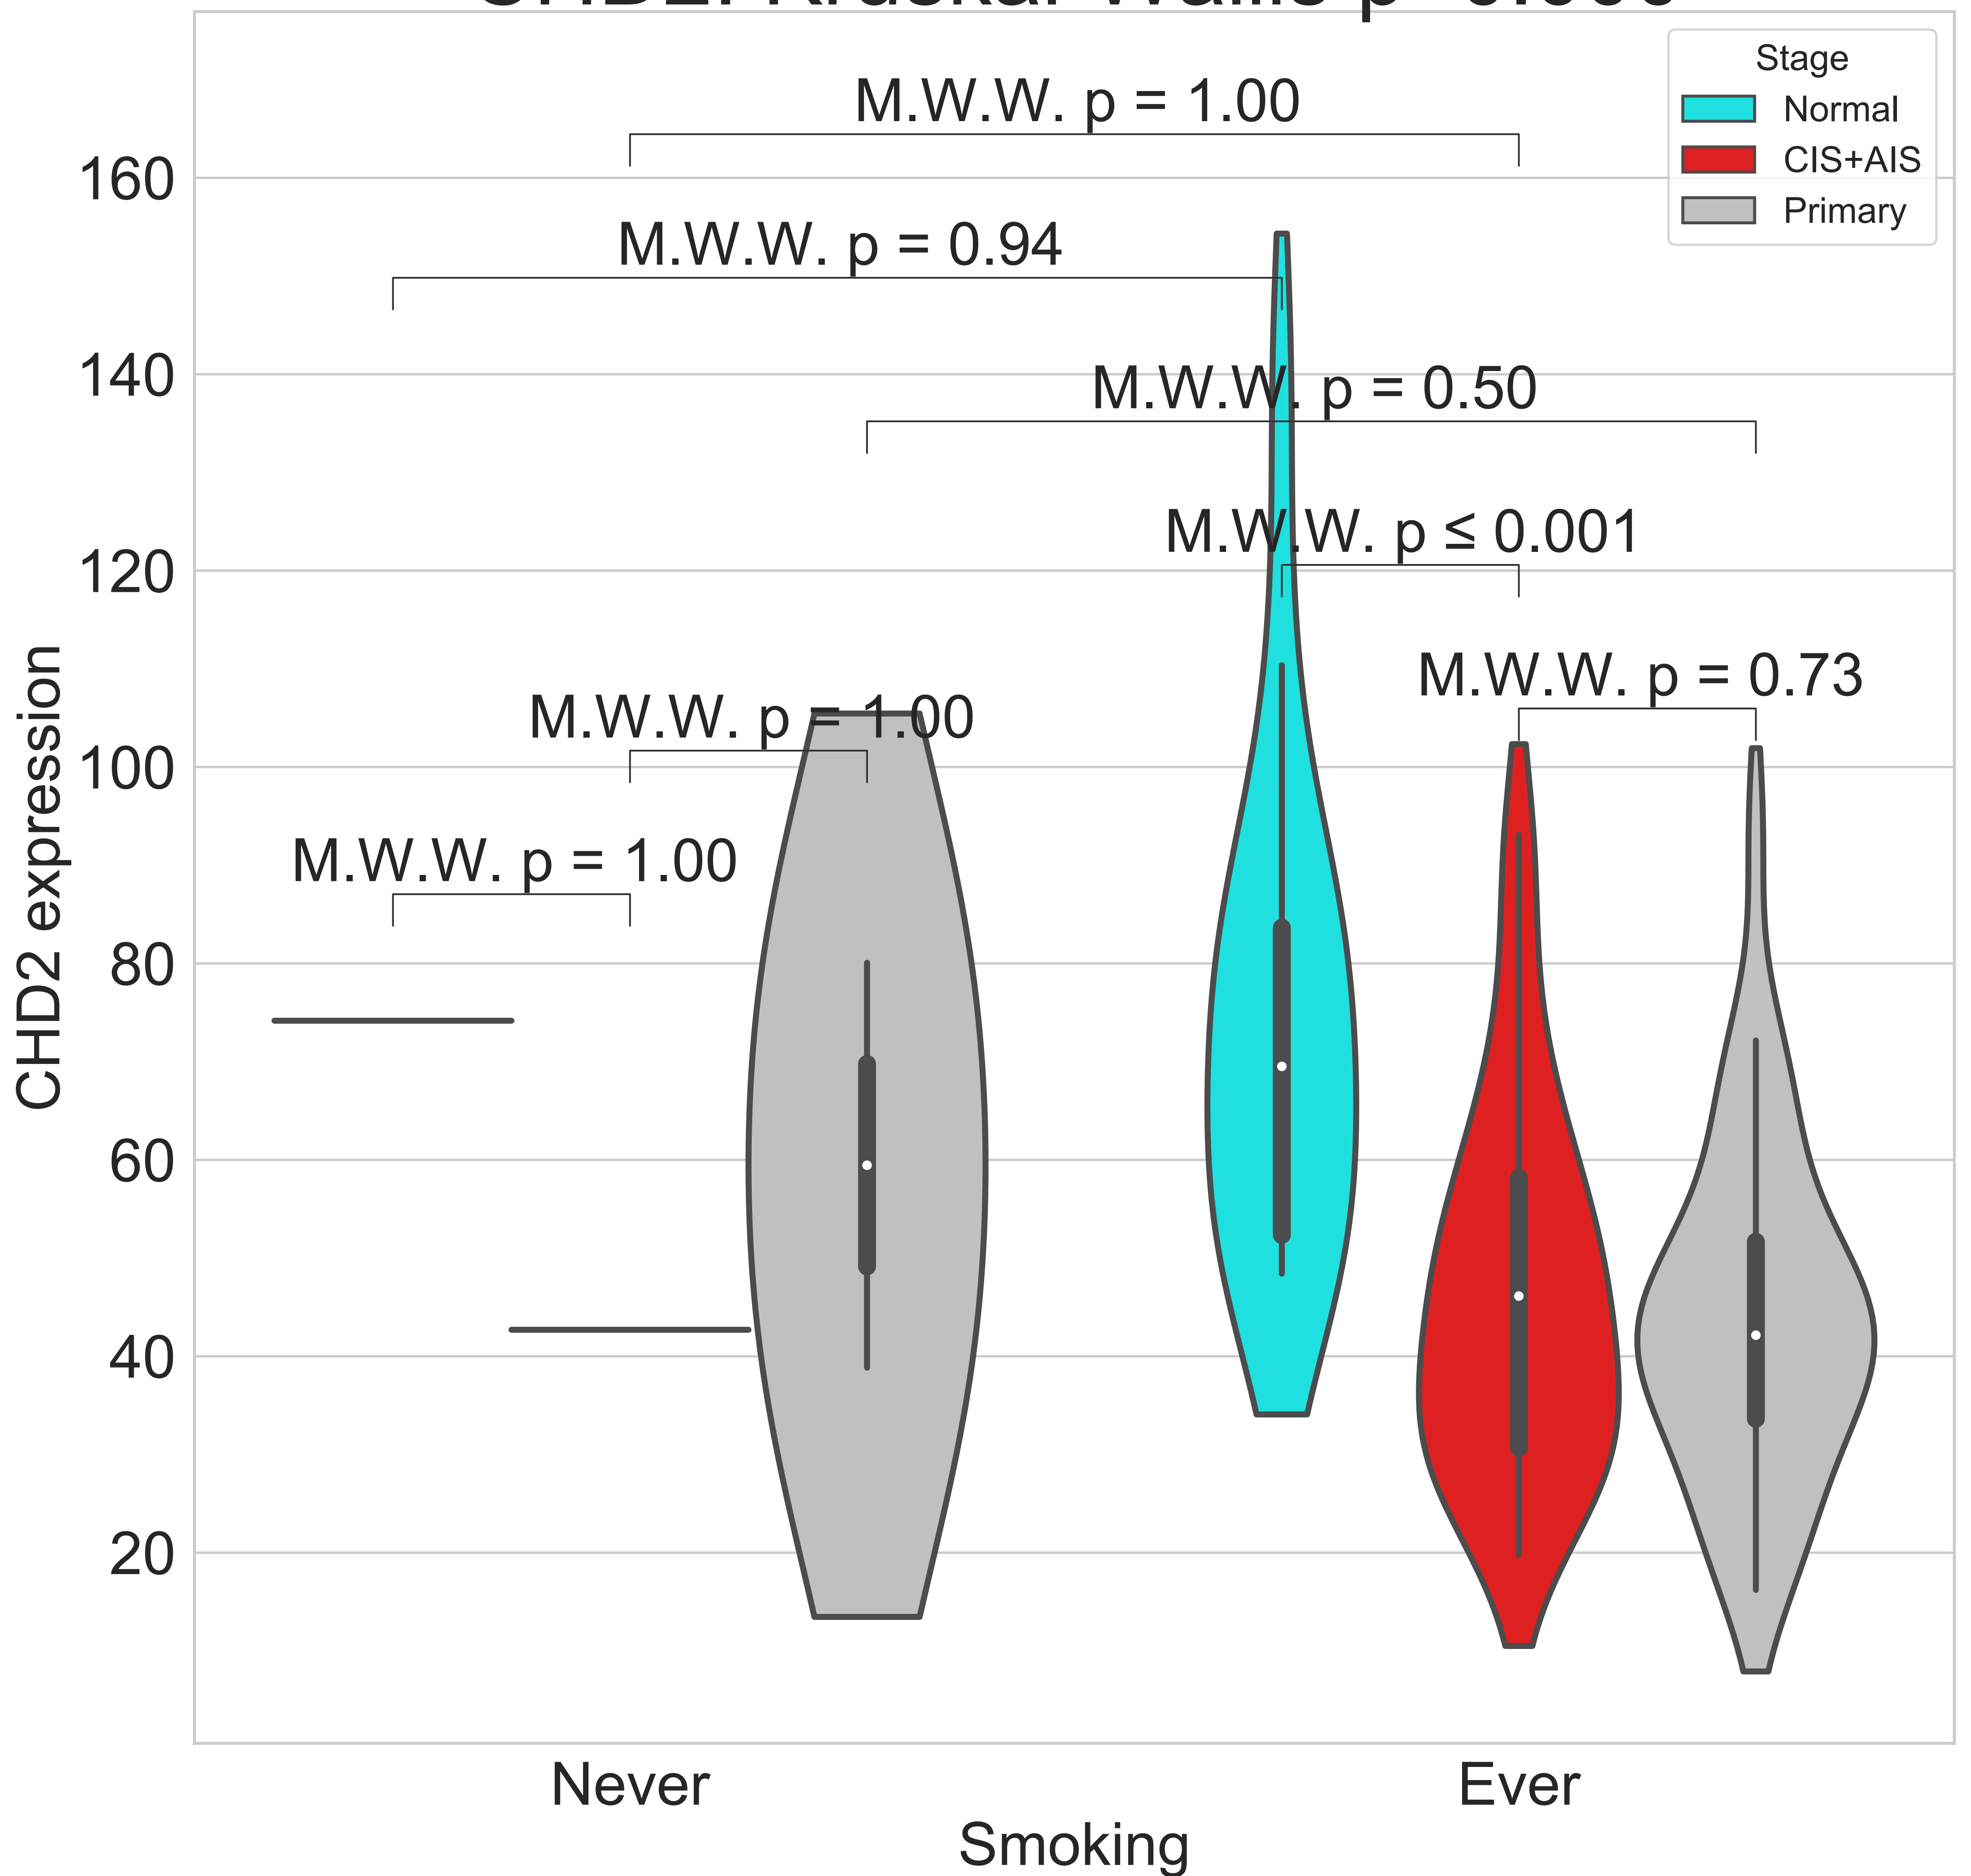 Stage
Normal
CIS+AIS
Primary
M.W.W. p = 1.00
M.W.W. p = 0.94
M.W.W. p = 0.50
M.W.W. p ≤ 0.001
M.W.W. p = 0.73
M.W.W. p = 1.00
M.W.W. p = 1.00
160
140
120
100
80
60
40
20
CHD2 expression
Never
Ever
Smoking